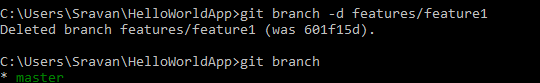 C:\Users\Sravan\HelloWorldApp>git branch -d features/feature1
Deleted branch features/feature1 (was 601f15d).
C:\Users\Sravan\HelloWorldApp>git branch
* master